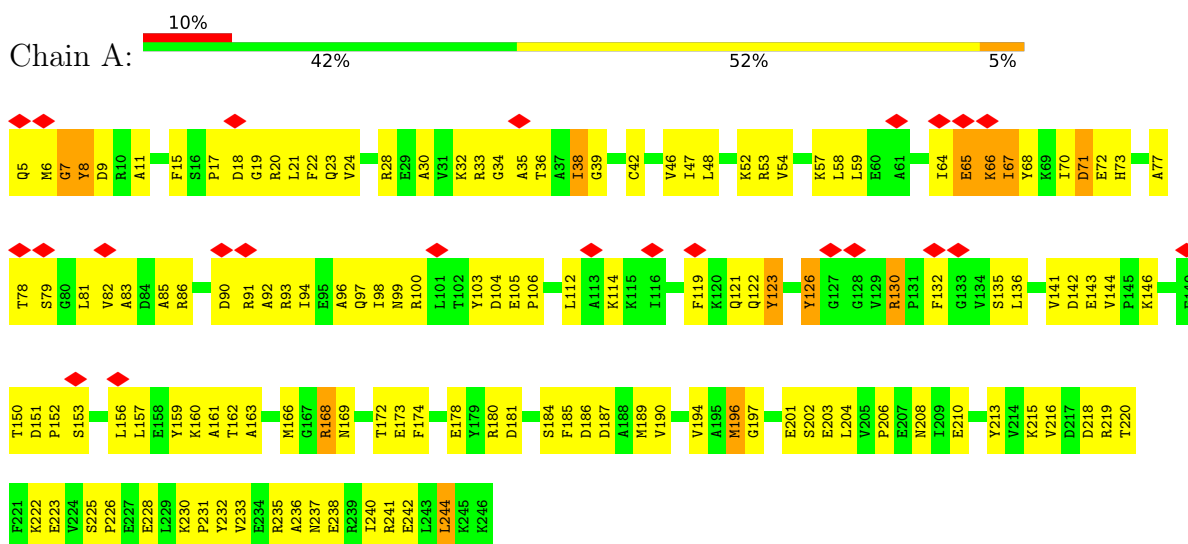 10%
Chain A:
42% 52% 5%
Q5 M6 G7 Y8 D9 R10 A11 F15 S16 P17 D18 G19 R20 L21 F22 Q23 V24 R28 E29 A30 V31 K32 R33 G34 A35 T36 A37 I38 G39 C42 V46 I47 L48 K52 R53 V54 K57 L58 L59 E60 A61 I64 E65 K66 I67 Y68 K69 I70 D71 E72 H73 A77
T78 S79 G80 L81 V82 A83 D84 A85 R86 D90 R91 A92 R93 I94 E95 A96 Q97 I98 N99 R100 L101 T102 Y103 D104 E105 P106 L112 A113 K114 K115 I116 F119 K120 Q121 Q122 Y123 Y126 G127 G128 V129 R130 P131 F132 G133 V134 S135 L136 V141 D142 E143 V144 P145 K146
T150 D151 P152 S153 L156 L157 E158 Y159 K160 A161 T162 A163 M166 G167 R168 N169 T172 E173 F174 E178 Y179 R180 D181 S184 F185 D186 D187 A188 M189 V190 V194 A195 M196 G197 E201 S202 E203 L204 V205 P206 E207 N208 I209 E210 Y213 V214 K215 V216 D217 D218 R219 T220
F221 K222 E223 V224 S225 P226 E227 E228 L229 K230 P231 Y232 V233 E234 R235 A236 N237 E238 R239 I240 R241 E242 L243 L244 K245 K246